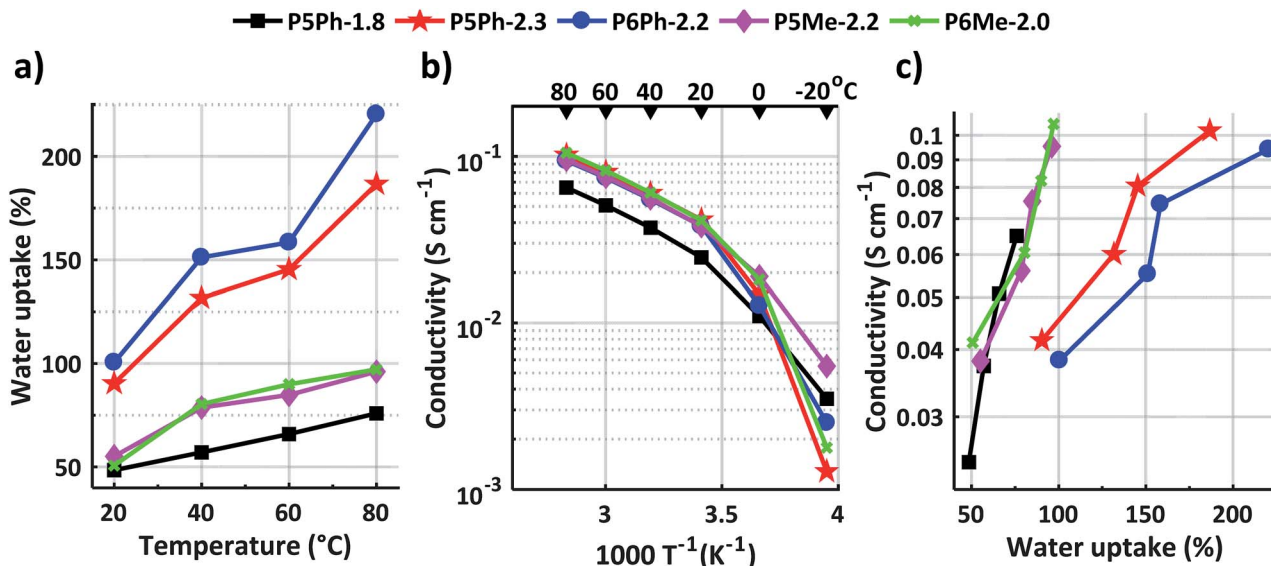 P5Ph-1.8 P5Ph-2.3 P6Ph-2.2 P5Me-2.2 P6Me-2.0
a)
Water uptake (%)
200
150
100
50
20 40 60 80
Temperature (°C)
b)
80 60 40 20 0 -20°C
Conductivity (S cm⁻¹)
10⁻¹
10⁻²
10⁻³
3 3.5 4
1000 T⁻¹(K⁻¹)
c)
Conductivity (S cm⁻¹)
0.1
0.09
0.08
0.07
0.06
0.05
0.04
0.03
50 100 150 200
Water uptake (%)